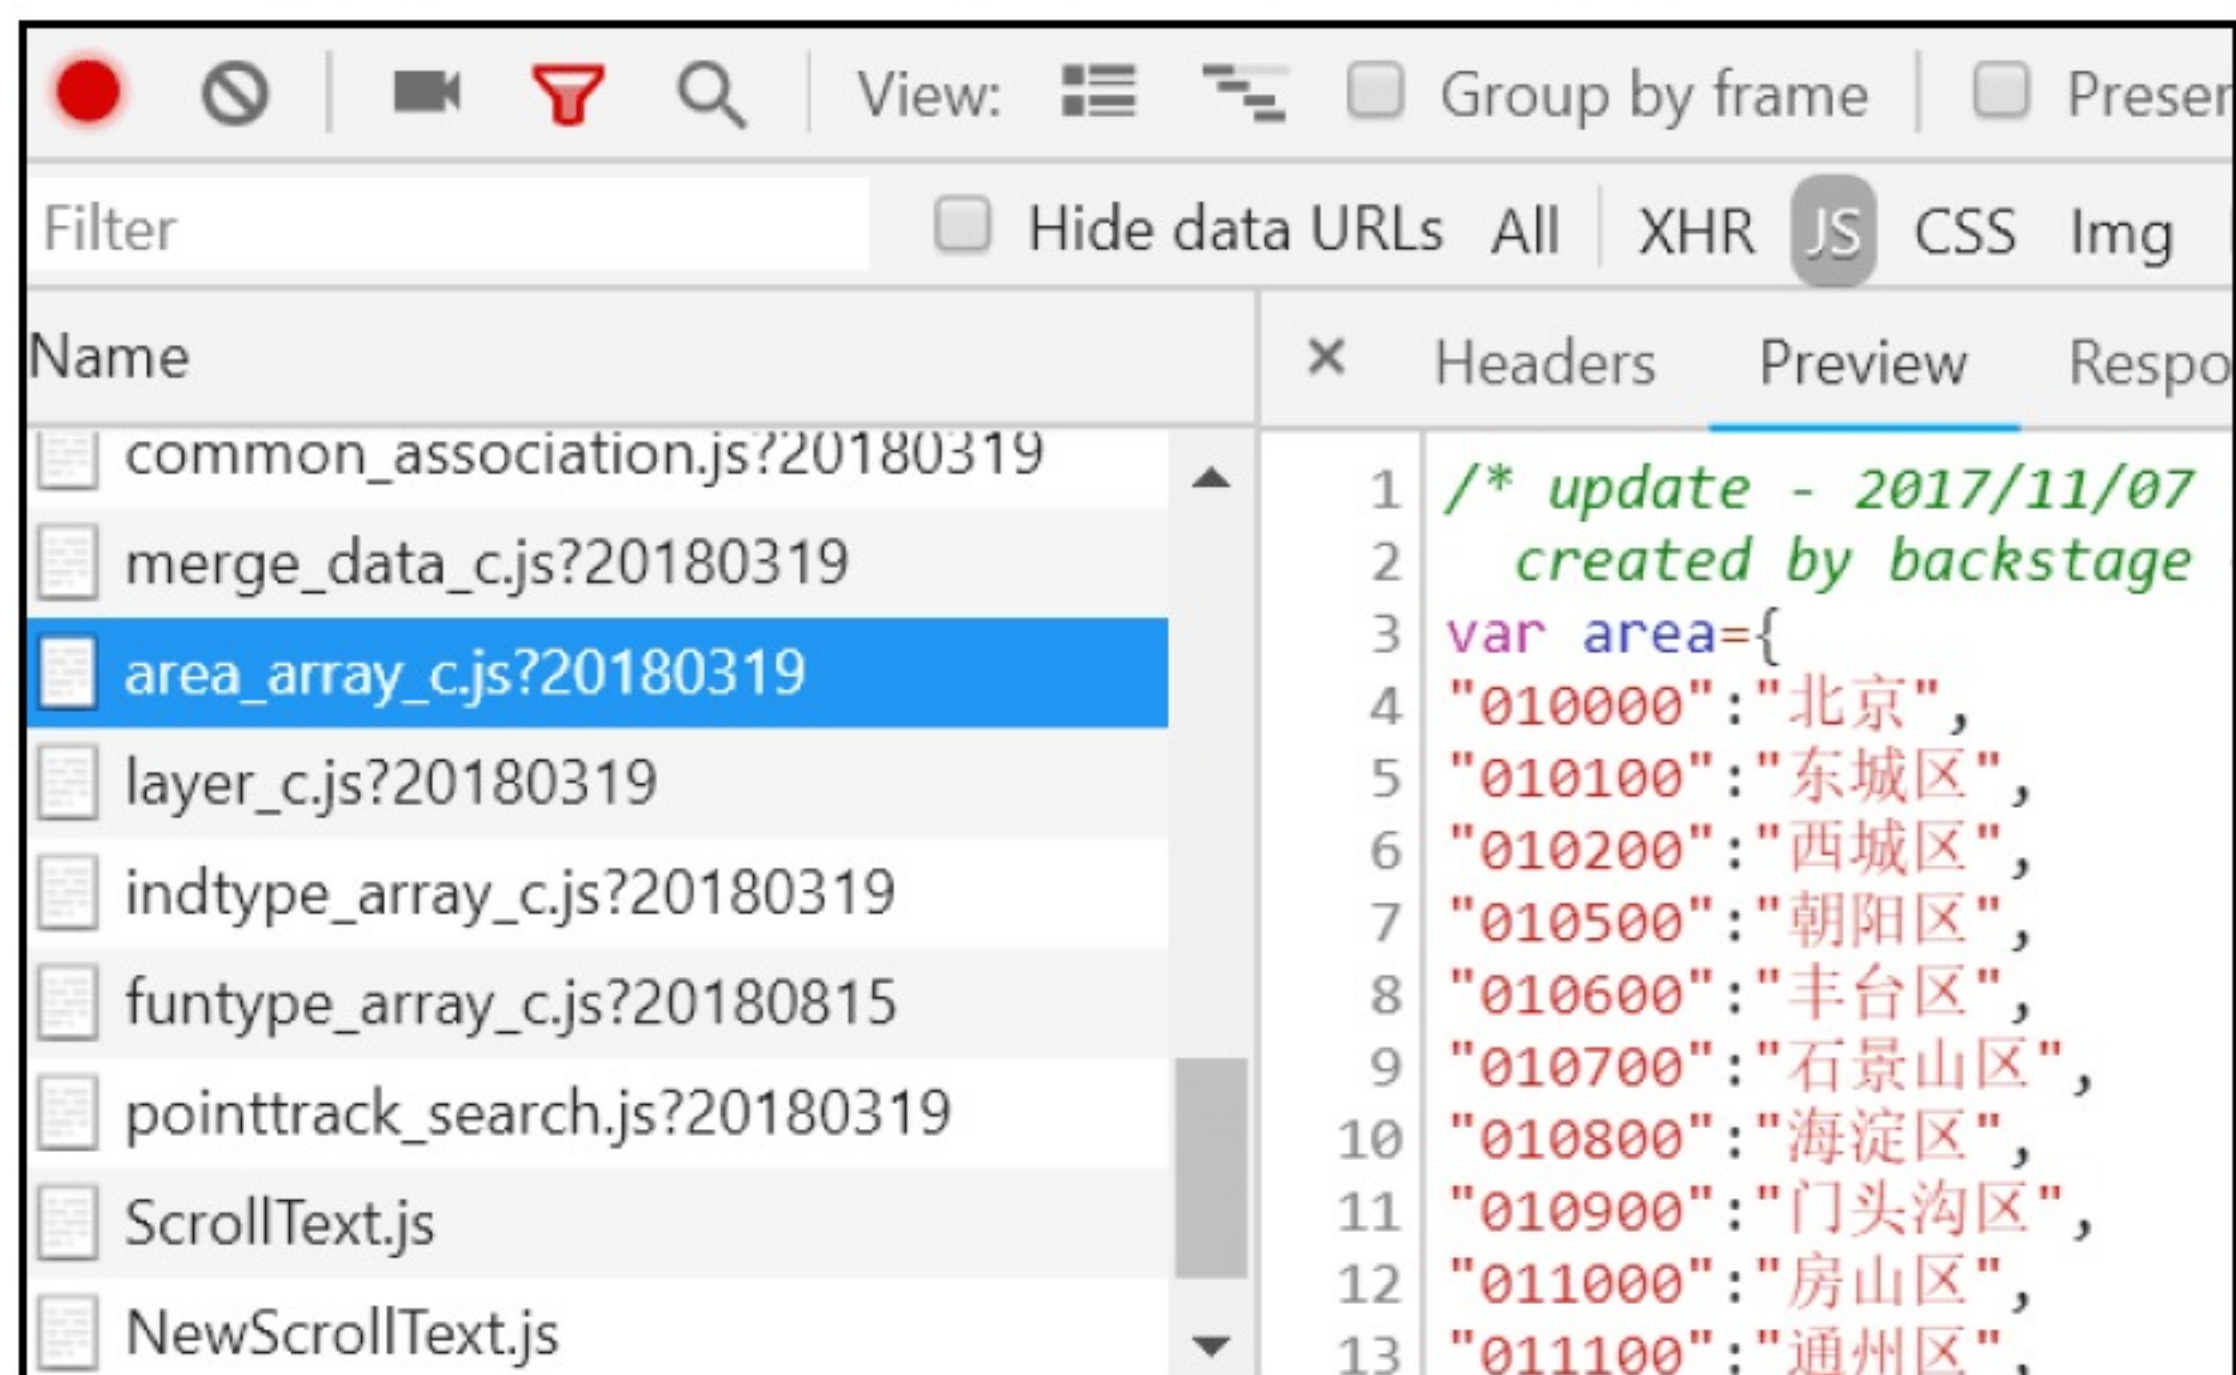 View: Group by frame Preser
Filter Hide data URLs All XHR JS CSS Img
Name
common_association.js?20180319
merge_data_c.js?20180319
area_array_c.js?20180319
layer_c.js?20180319
indtype_array_c.js?20180319
funtype_array_c.js?20180815
pointtrack_search.js?20180319
ScrollText.js
NewScrollText.js
× Headers Preview Respo
1 /* update - 2017/11/07
2 created by backstage
3 var area={
4 "010000":"北京",
5 "010100":"东城区",
6 "010200":"西城区",
7 "010500":"朝阳区",
8 "010600":"丰台区",
9 "010700":"石景山区",
10 "010800":"海淀区",
11 "010900":"门头沟区",
12 "011000":"房山区",
13 "011100":"通州区",